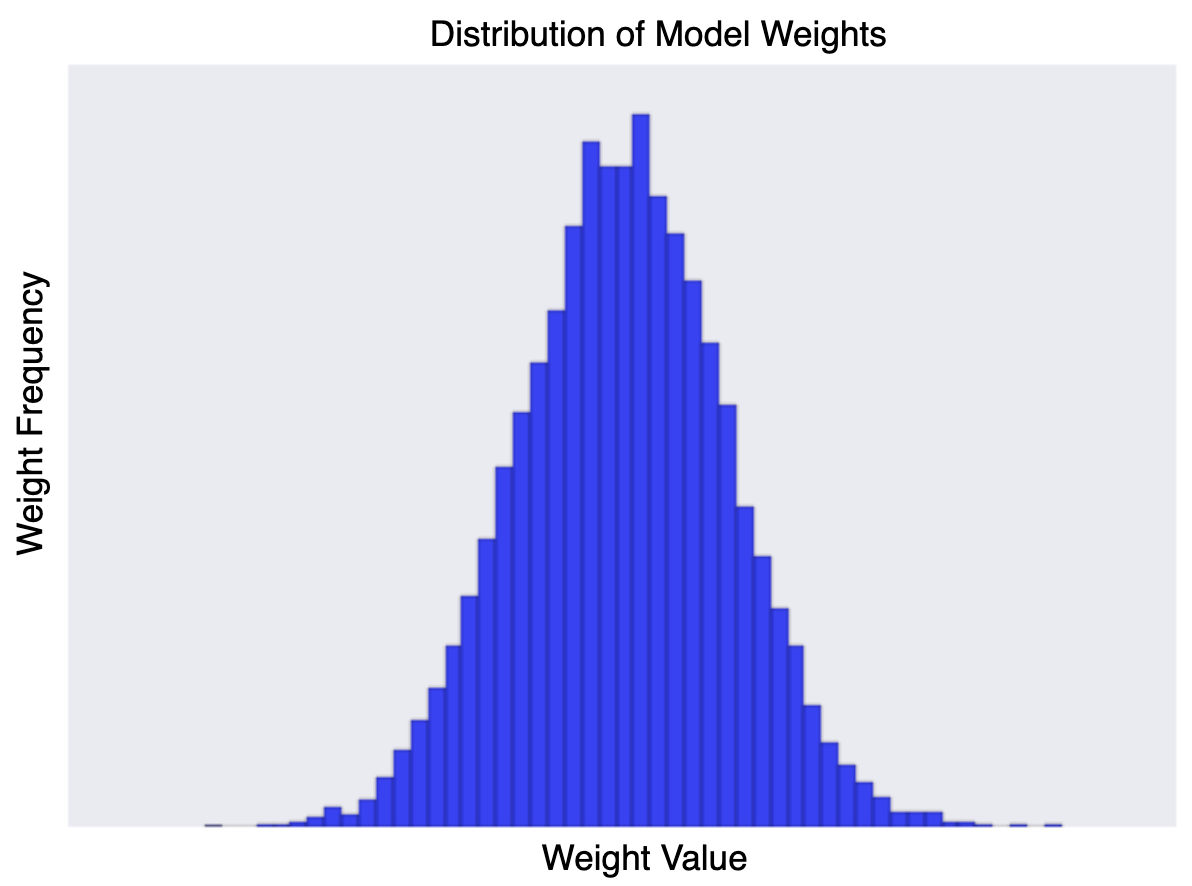 Distribution of Model Weights
Weight Frequency
Weight Value